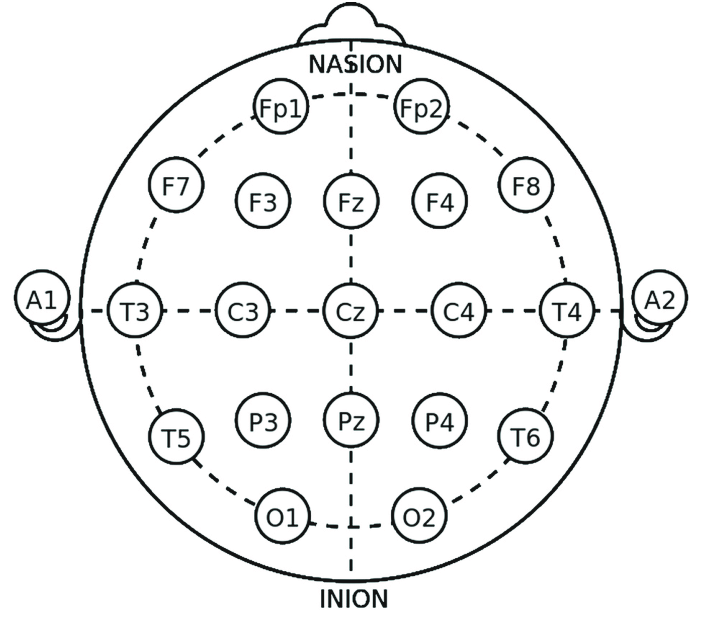 NASION
Fp1 Fp2
F7 F3 Fz F4 F8
A1 T3 C3 Cz C4 T4 A2
T5 P3 Pz P4 T6
O1 O2
INION